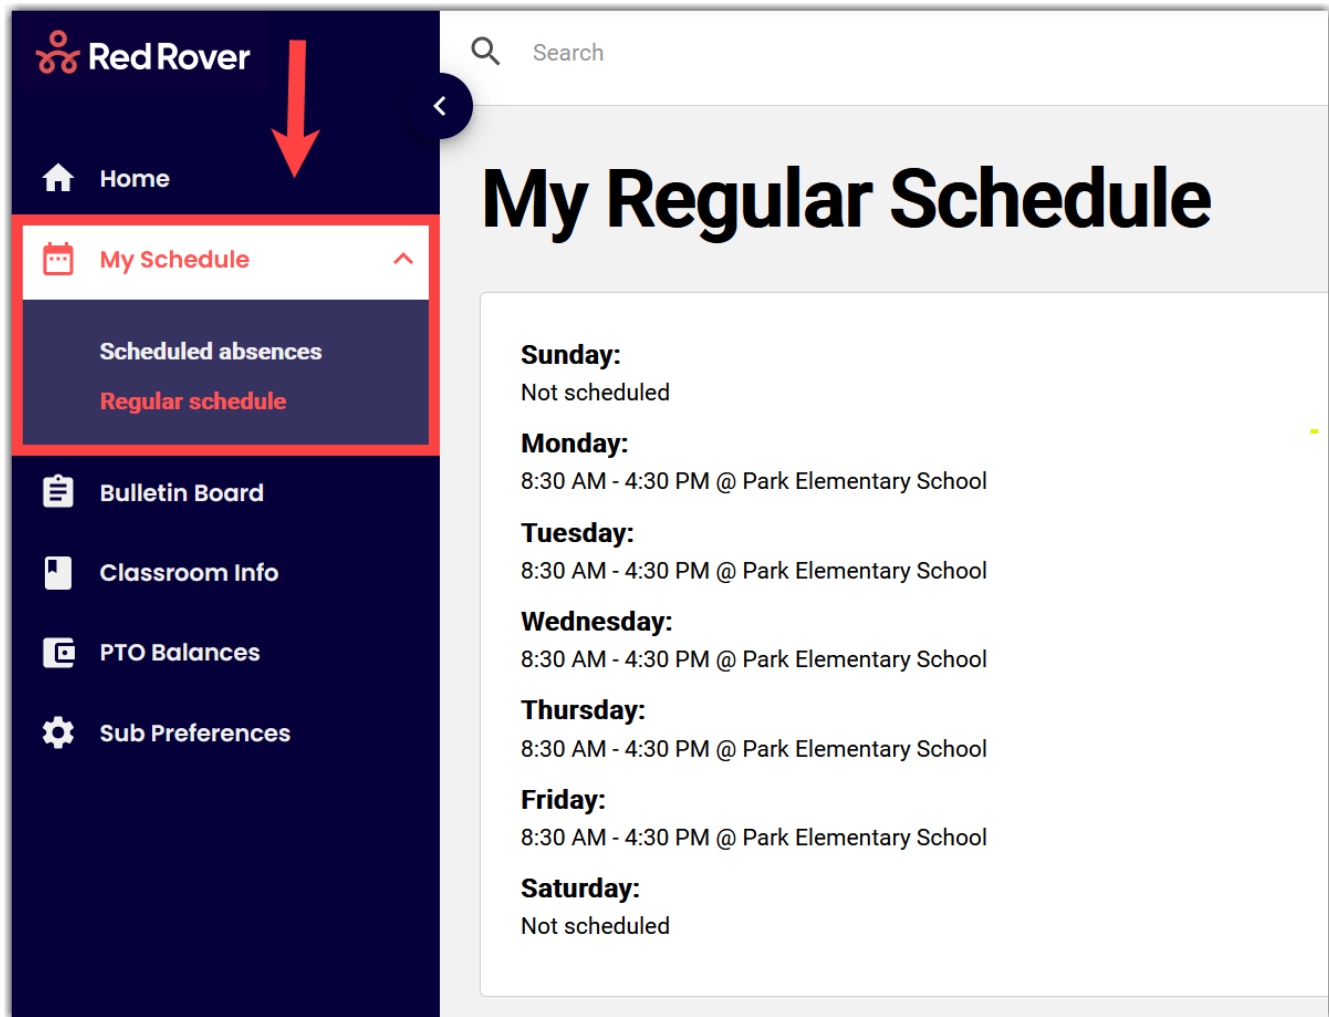 Red Rover
Search
Home
My Schedule
Scheduled absences
Regular schedule
Bulletin Board
Classroom Info
PTO Balances
Sub Preferences
My Regular Schedule
Sunday:
Not scheduled
Monday:
8:30 AM - 4:30 PM @ Park Elementary School
Tuesday:
8:30 AM - 4:30 PM @ Park Elementary School
Wednesday:
8:30 AM - 4:30 PM @ Park Elementary School
Thursday:
8:30 AM - 4:30 PM @ Park Elementary School
Friday:
8:30 AM - 4:30 PM @ Park Elementary School
Saturday:
Not scheduled